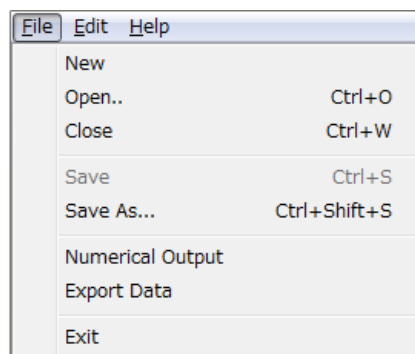 File Edit Help
New
Open.. Ctrl+O
Close Ctrl+W
Save Ctrl+S
Save As... Ctrl+Shift+S
Numerical Output
Export Data
Exit